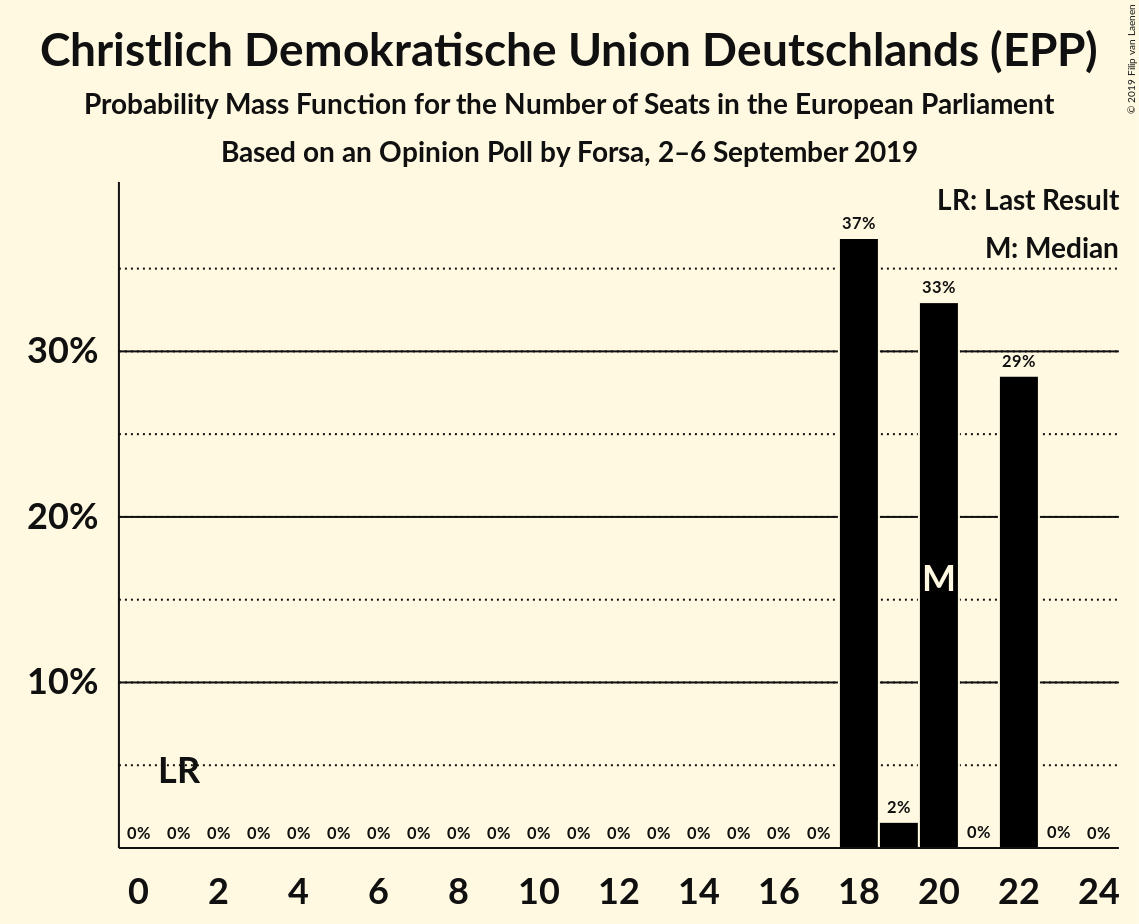 Christlich Demokratische Union Deutschlands (EPP)
Probability Mass Function for the Number of Seats in the European Parliament
Based on an Opinion Poll by Forsa, 2–6 September 2019
© 2019 Filip van Laenen
LR: Last Result
M: Median
37%
33%
29%
30%
20%
M
10%
LR
2%
0% 0% 0% 0% 0% 0% 0% 0% 0% 0% 0% 0% 0% 0% 0% 0% 0% 0% 0% 0% 0%
0 2 4 6 8 10 12 14 16 18 20 22 24